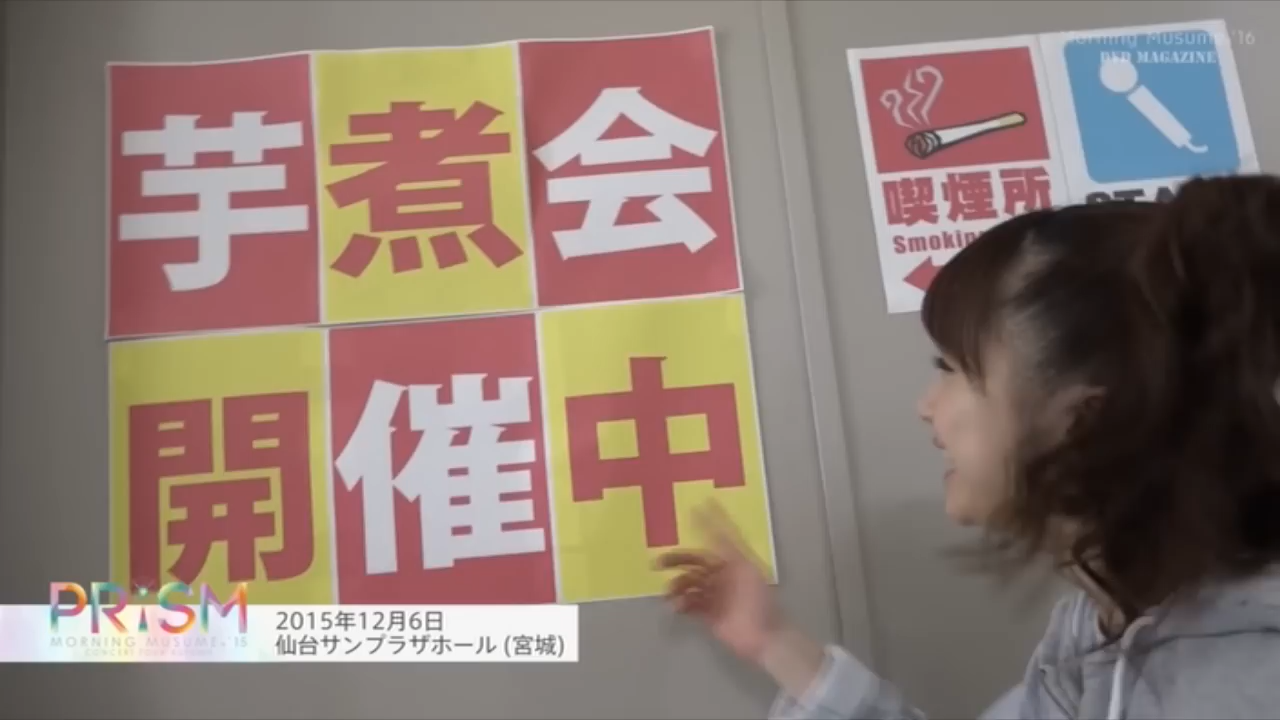 芋煮会
開催中
喫煙所
Morning Musume。'16
DVD MAGAZINE
PRISM
MORNING MUSUME。'15
2015年12月6日
仙台サンプラザホール (宮城)